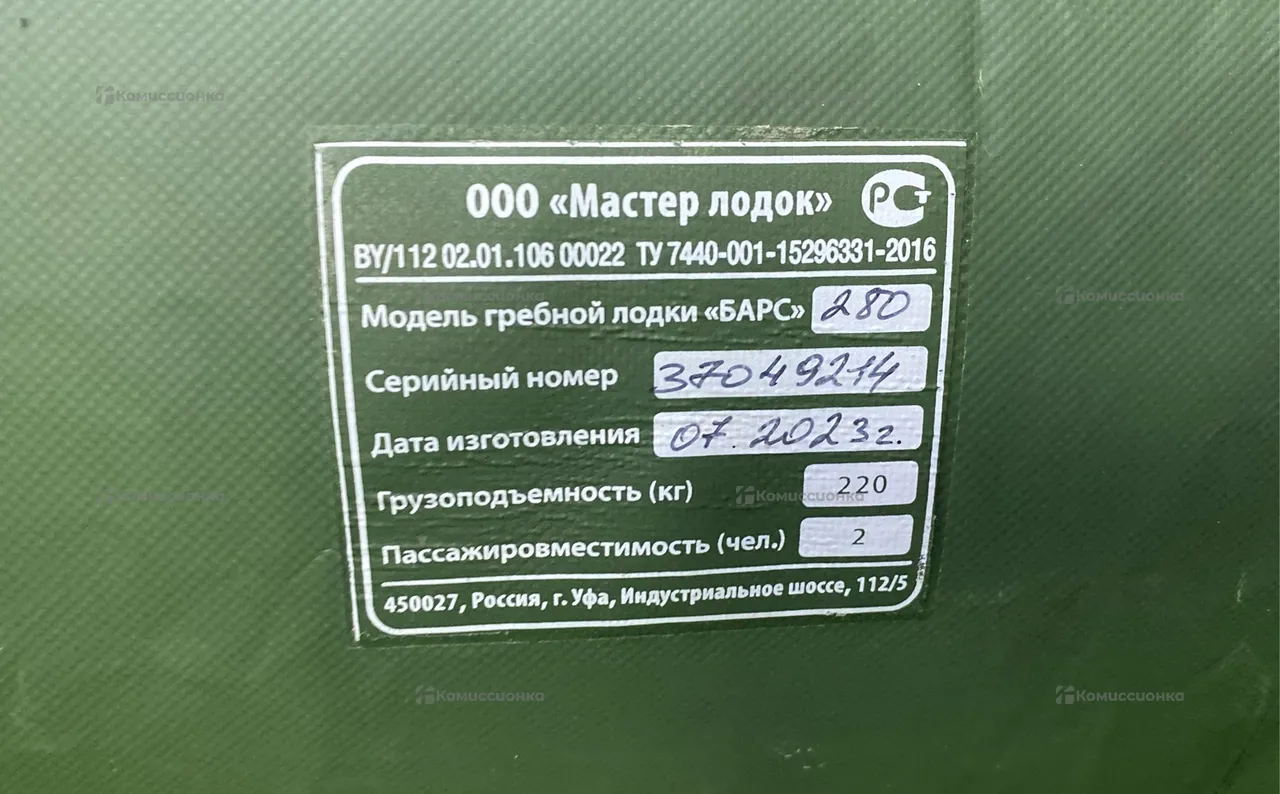 ООО «Мастер лодок» РСТ
BY/112 02.01.106 00022 ТУ 7440-001-15296331-2016
Модель гребной лодки «БАРС» 280
Серийный номер 37049214
Дата изготовления 07.2023г.
Грузоподъемность (кг) 220
Пассажировместимость (чел.) 2
450027, Россия, г. Уфа, Индустриальное шоссе, 112/5
Комиссионка
Комиссионка
Комиссионка
Комиссионка
Комиссионка
Комиссионка